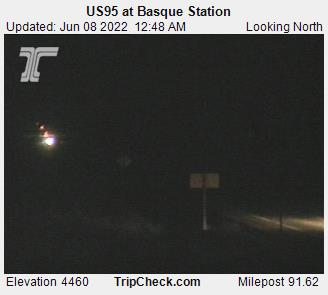 US95 at Basque Station
Updated: Jun 08 2022 12:48 AM Looking North
Elevation 4460 TripCheck.com Milepost 91.62